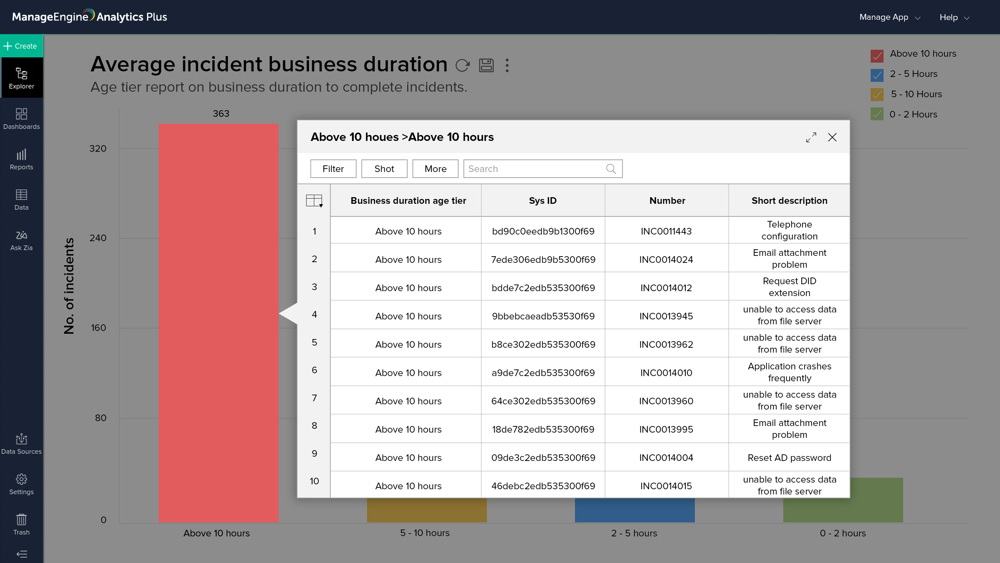 ManageEngine Analytics Plus
Manage App
Help
Create
Explorer
Dashboards
Reports
Data
Ask Zia
Data Sources
Settings
Trash
Average incident business duration
Age tier report on business duration to complete incidents.
Above 10 hours
2 - 5 Hours
5 - 10 Hours
0 - 2 Hours
363
320
240
160
80
0
No. of incidents
Above 10 hours
5 - 10 hours
2 - 5 hours
0 - 2 hours
Above 10 houes >Above 10 hours
Filter Shot More Search
Business duration age tier Sys ID Number Short description
1 Above 10 hours bd90c0eedb9b1300f69 INC0011443 Telephone
configuration
2 Above 10 hours 7ede306edb9b5300f69 INC0014024 Email attachment
problem
3 Above 10 hours bdde7c2edb535300f69 INC0014012 Request DID
extension
4 Above 10 hours 9bbebcaeadb53530f69 INC0013945 unable to access data
from file server
5 Above 10 hours b8ce302edb535300f69 INC0013962 unable to access data
from file server
6 Above 10 hours a9de7c2edb535300f69 INC0014010 Application crashes
frequently
7 Above 10 hours 64ce302edb535300f69 INC0013960 unable to access data
from file server
8 Above 10 hours 18de782edb535300f69 INC0013995 Email attachment
problem
9 Above 10 hours 09de3c2edb535300f69 INC0014004 Reset AD password
10 Above 10 hours 46debc2edb535300f69 INC0014015 unable to access data
from file server